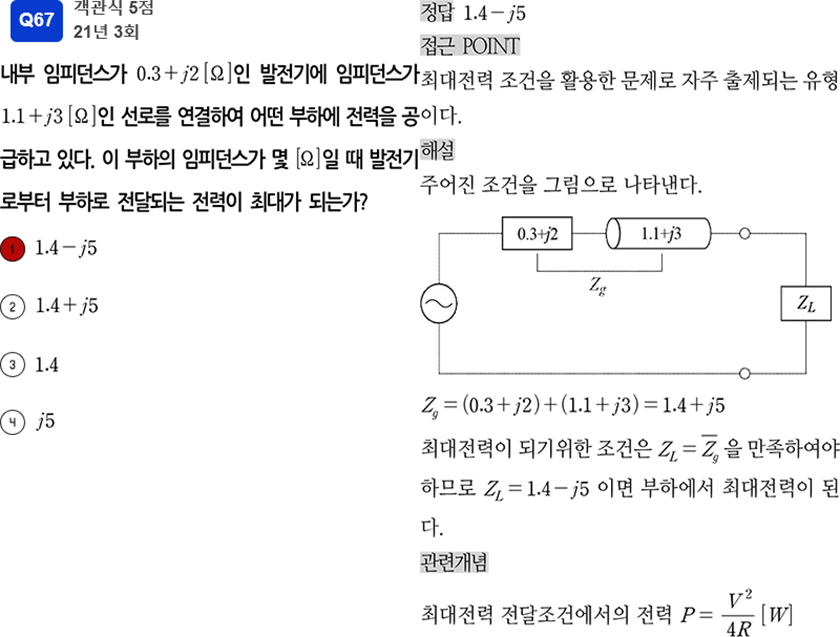 Q67
객관식 5점
21년 3회
내부 임피던스가 0.3+j2[Ω]인 발전기에 임피던스가
1.1+j3[Ω]인 선로를 연결하여 어떤 부하에 전력을 공
급하고 있다. 이 부하의 임피던스가 몇 [Ω]일 때 발전기
로부터 부하로 전달되는 전력이 최대가 되는가?
1 1.4-j5
2 1.4+j5
3 1.4
4 j5
정답 1.4-j5
접근 POINT
최대전력 조건을 활용한 문제로 자주 출제되는 유형
이다.
해설
주어진 조건을 그림으로 나타낸다.
0.3+j2 1.1+j3
Z_g
Z_L
Z_g=(0.3+j2)+(1.1+j3)=1.4+j5
최대전력이 되기위한 조건은 Z_L=Z̅_g 을 만족하여야
하므로 Z_L=1.4-j5 이면 부하에서 최대전력이 된
다.
관련개념
최대전력 전달조건에서의 전력 P=V²/4R[W]